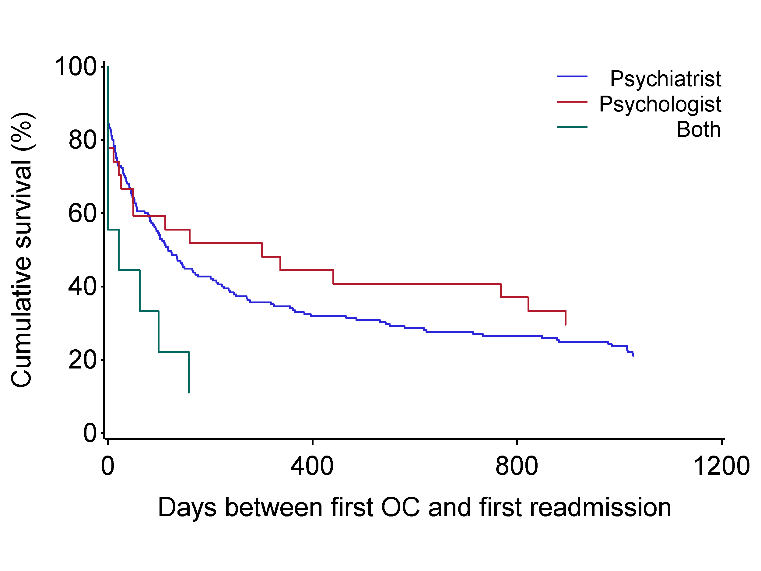 100
80
60
40
20
0
0
400
800
1200
Cumulative survival (%)
Days between first OC and first readmission
Psychiatrist
Psychologist
Both